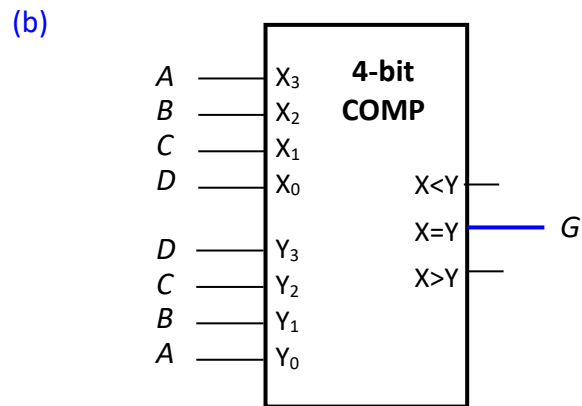 (b)
4-bit
COMP
A X₃
B X₂
C X₁
D X₀
X<Y
X=Y G
X>Y
D Y₃
C Y₂
B Y₁
A Y₀